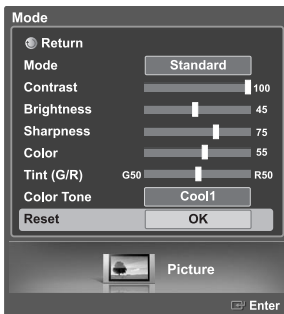 Mode
Return
Mode Standard
Contrast 100
Brightness 45
Sharpness 75
Color 55
Tint (G/R) G50 R50
Color Tone Cool1
Reset OK
Picture
Enter